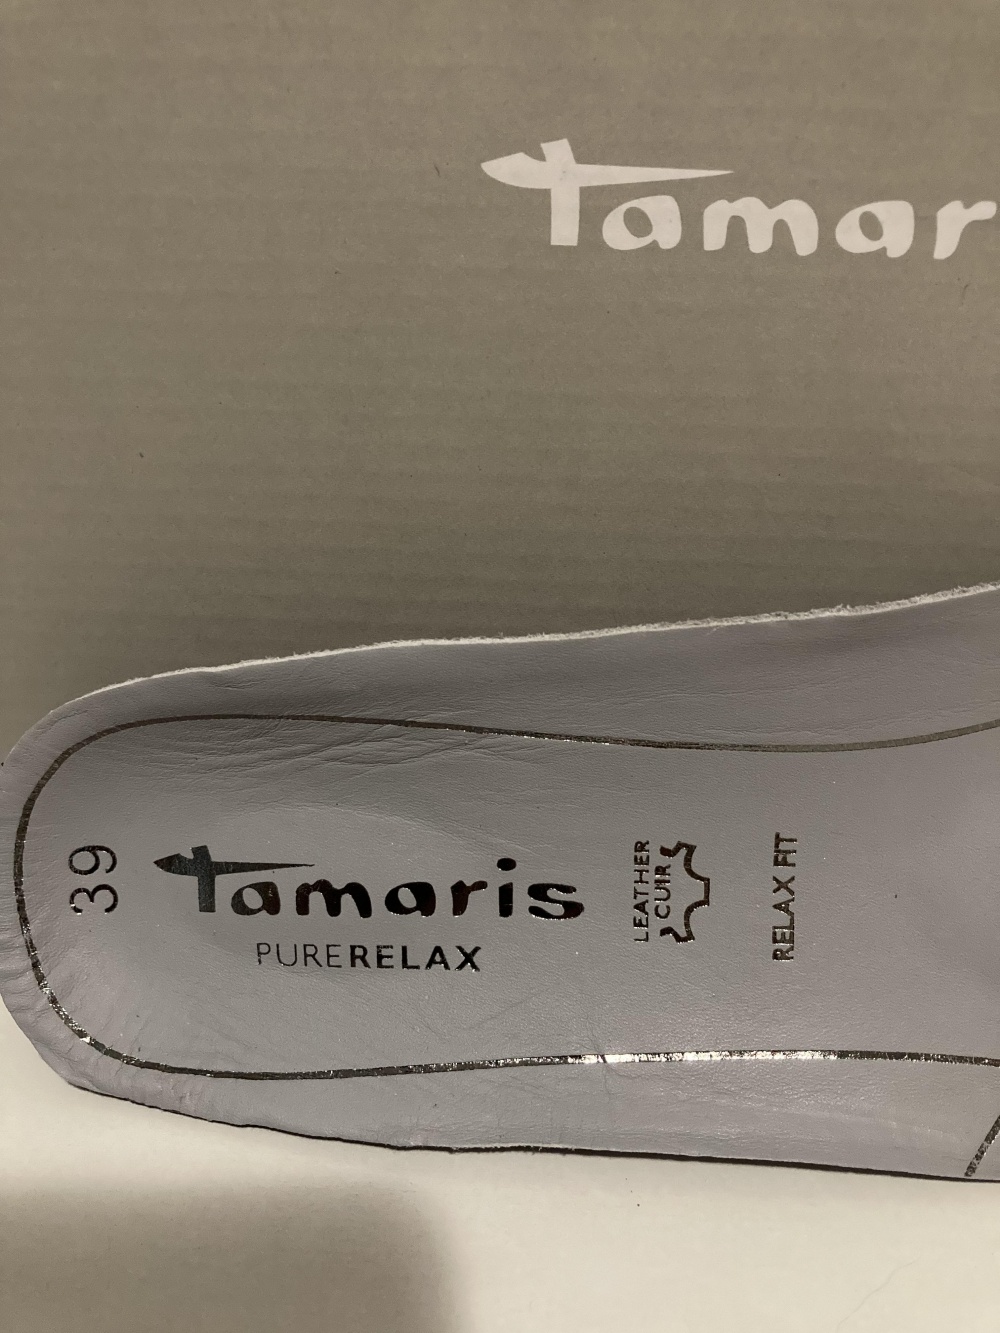 tamar
39
tamaris
PURERELAX
LEATHER
CUIR
RELAX FIT